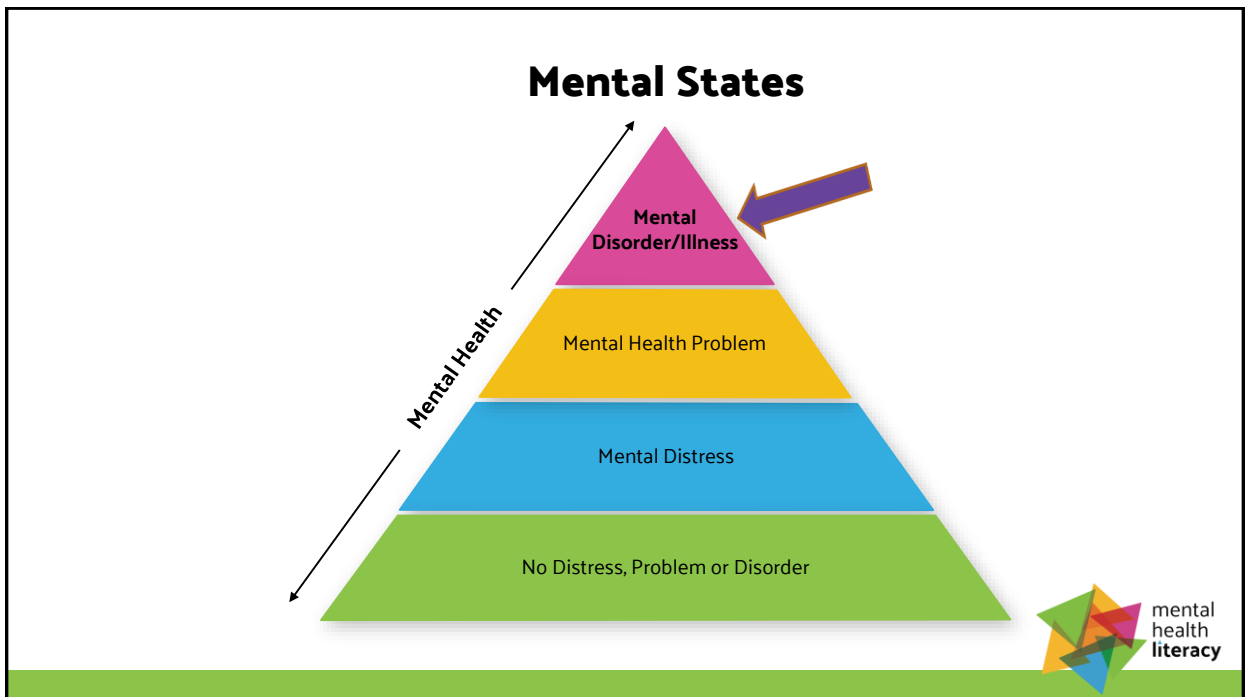 Mental States
Mental
Disorder/Illness
Mental Health
Mental Health Problem
Mental Distress
No Distress, Problem or Disorder
mental
health
literacy